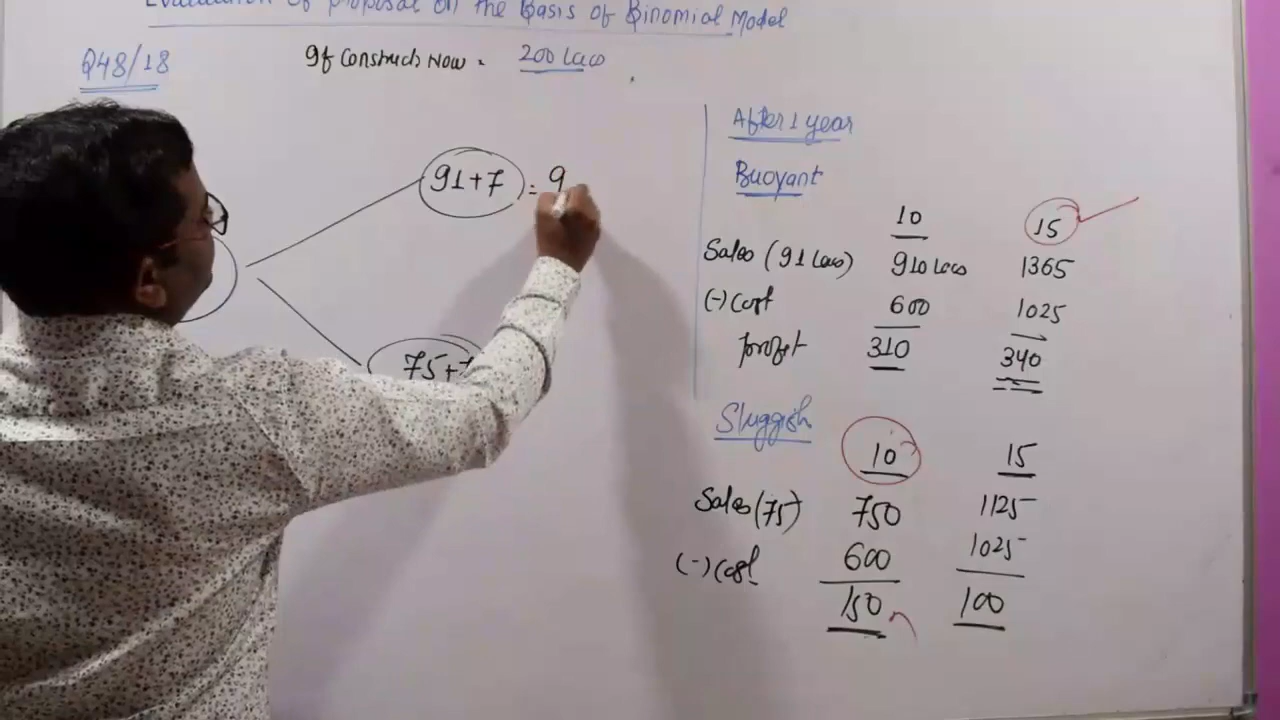 Evaluation of proposal on the Basis of Binomial Model
Q48/18
If Constructs Now = 200 Lacs
91+7 = 9
75+7
After 1 year
Buoyant
10 15
Sales (91 Lacs) 910 Lacs 1365
(-) Cost 600 1025
profit 310 340
Sluggish
10 15
Sales (75) 750 1125
(-) Cost 600 1025
150 100